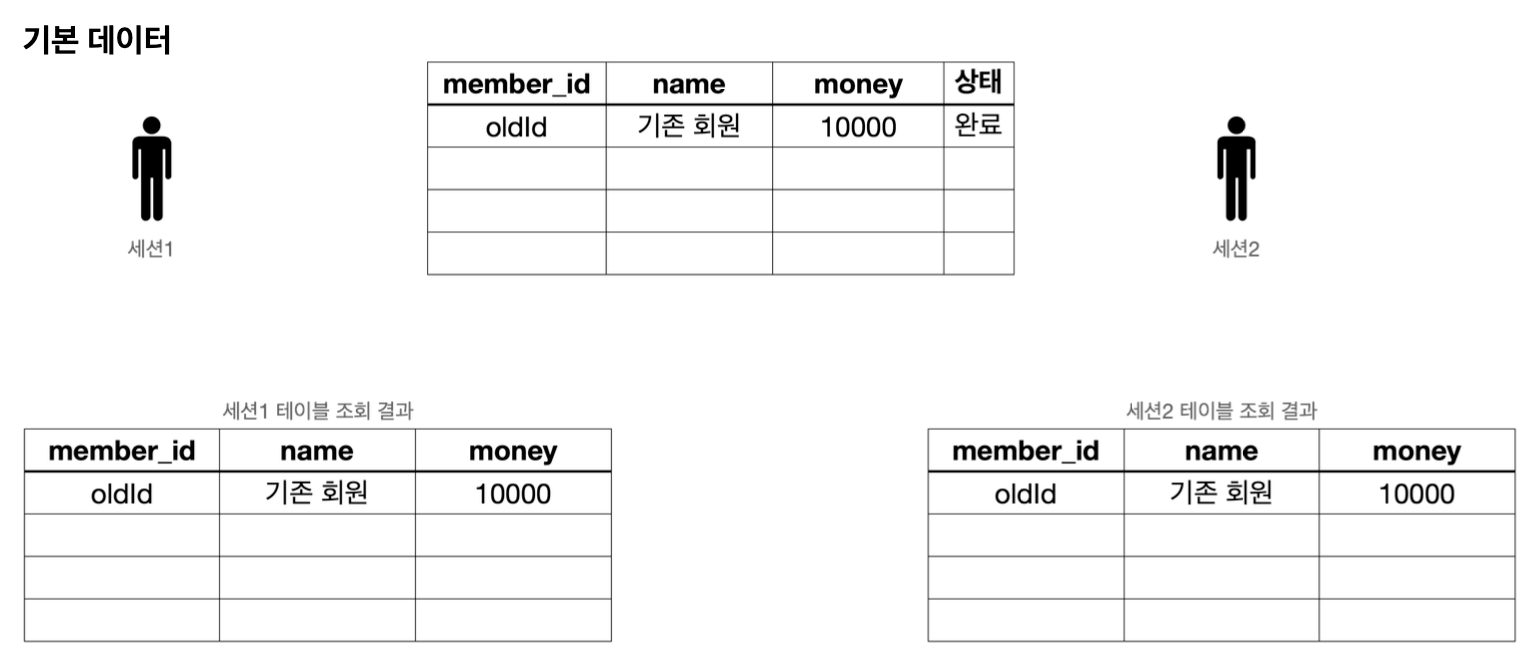 기본 데이터
member_id name money 상태
oldId 기존 회원 10000 완료
세션1
세션2
세션1 테이블 조회 결과
member_id name money
oldId 기존 회원 10000
세션2 테이블 조회 결과
member_id name money
oldId 기존 회원 10000